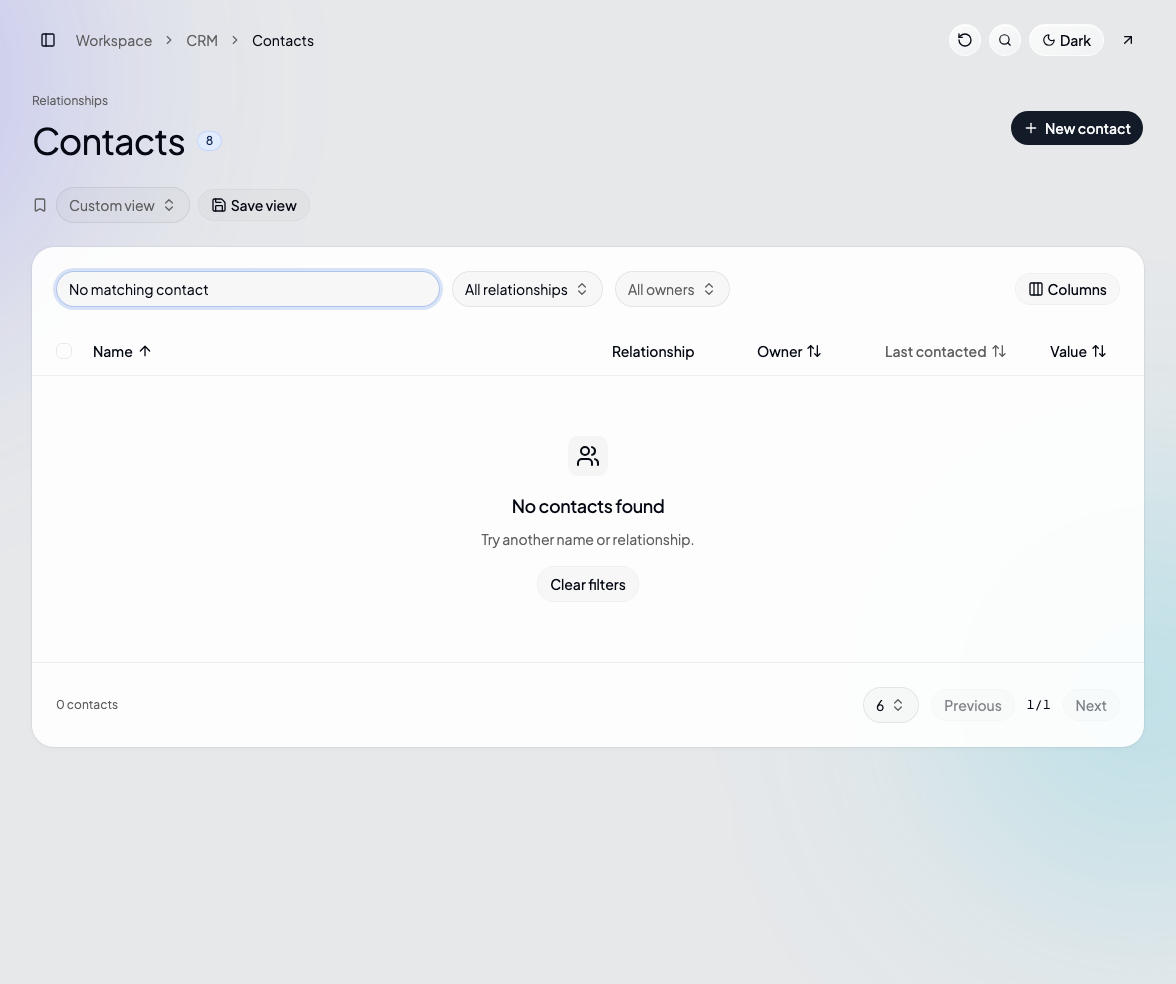 Workspace > CRM > Contacts
Dark
Relationships
Contacts 8
New contact
Custom view
Save view
No matching contact
All relationships
All owners
Columns
Name
Relationship
Owner
Last contacted
Value
No contacts found
Try another name or relationship.
Clear filters
0 contacts
6
Previous
1/1
Next